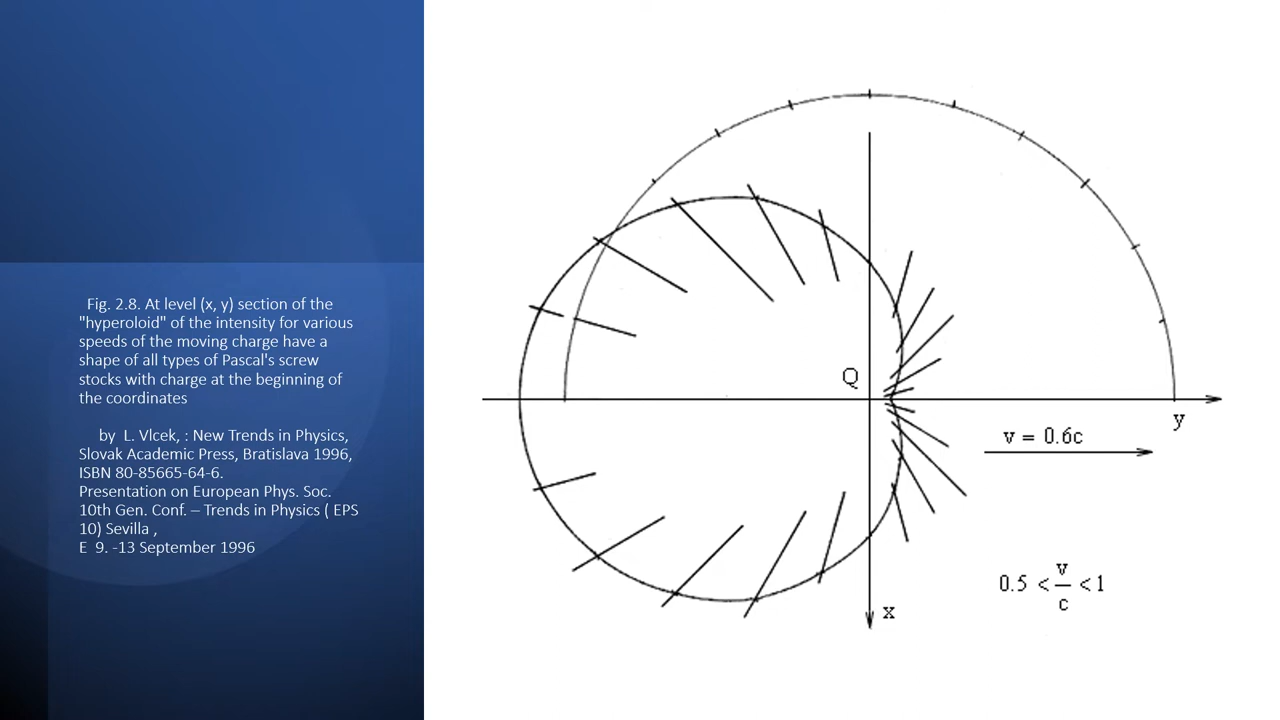 Fig. 2.8. At level (x, y) section of the
"hyperoloid" of the intensity for various
speeds of the moving charge have a
shape of all types of Pascal's screw
stocks with charge at the beginning of
the coordinates
by L. Vlcek, : New Trends in Physics,
Slovak Academic Press, Bratislava 1996,
ISBN 80-85665-64-6.
Presentation on European Phys. Soc.
10th Gen. Conf. – Trends in Physics ( EPS
10) Sevilla ,
E 9. -13 September 1996
Q
y
v = 0.6c
0.5 < v/c < 1
x